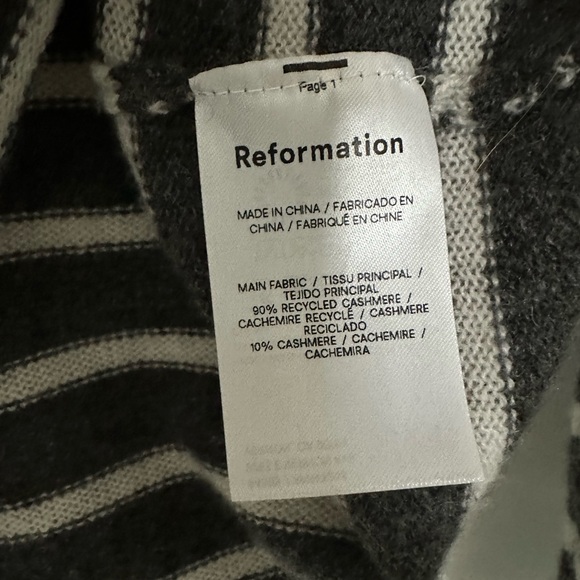 Page 1
Reformation
MADE IN CHINA / FABRICADO EN
CHINA / FABRIQUÉ EN CHINE
MAIN FABRIC / TISSU PRINCIPAL /
TEJIDO PRINCIPAL
90% RECYCLED CASHMERE /
CACHEMIRE RECYCLÉ / CASHMERE
RECICLADO
10% CASHMERE / CACHEMIRE /
CACHEMIRA